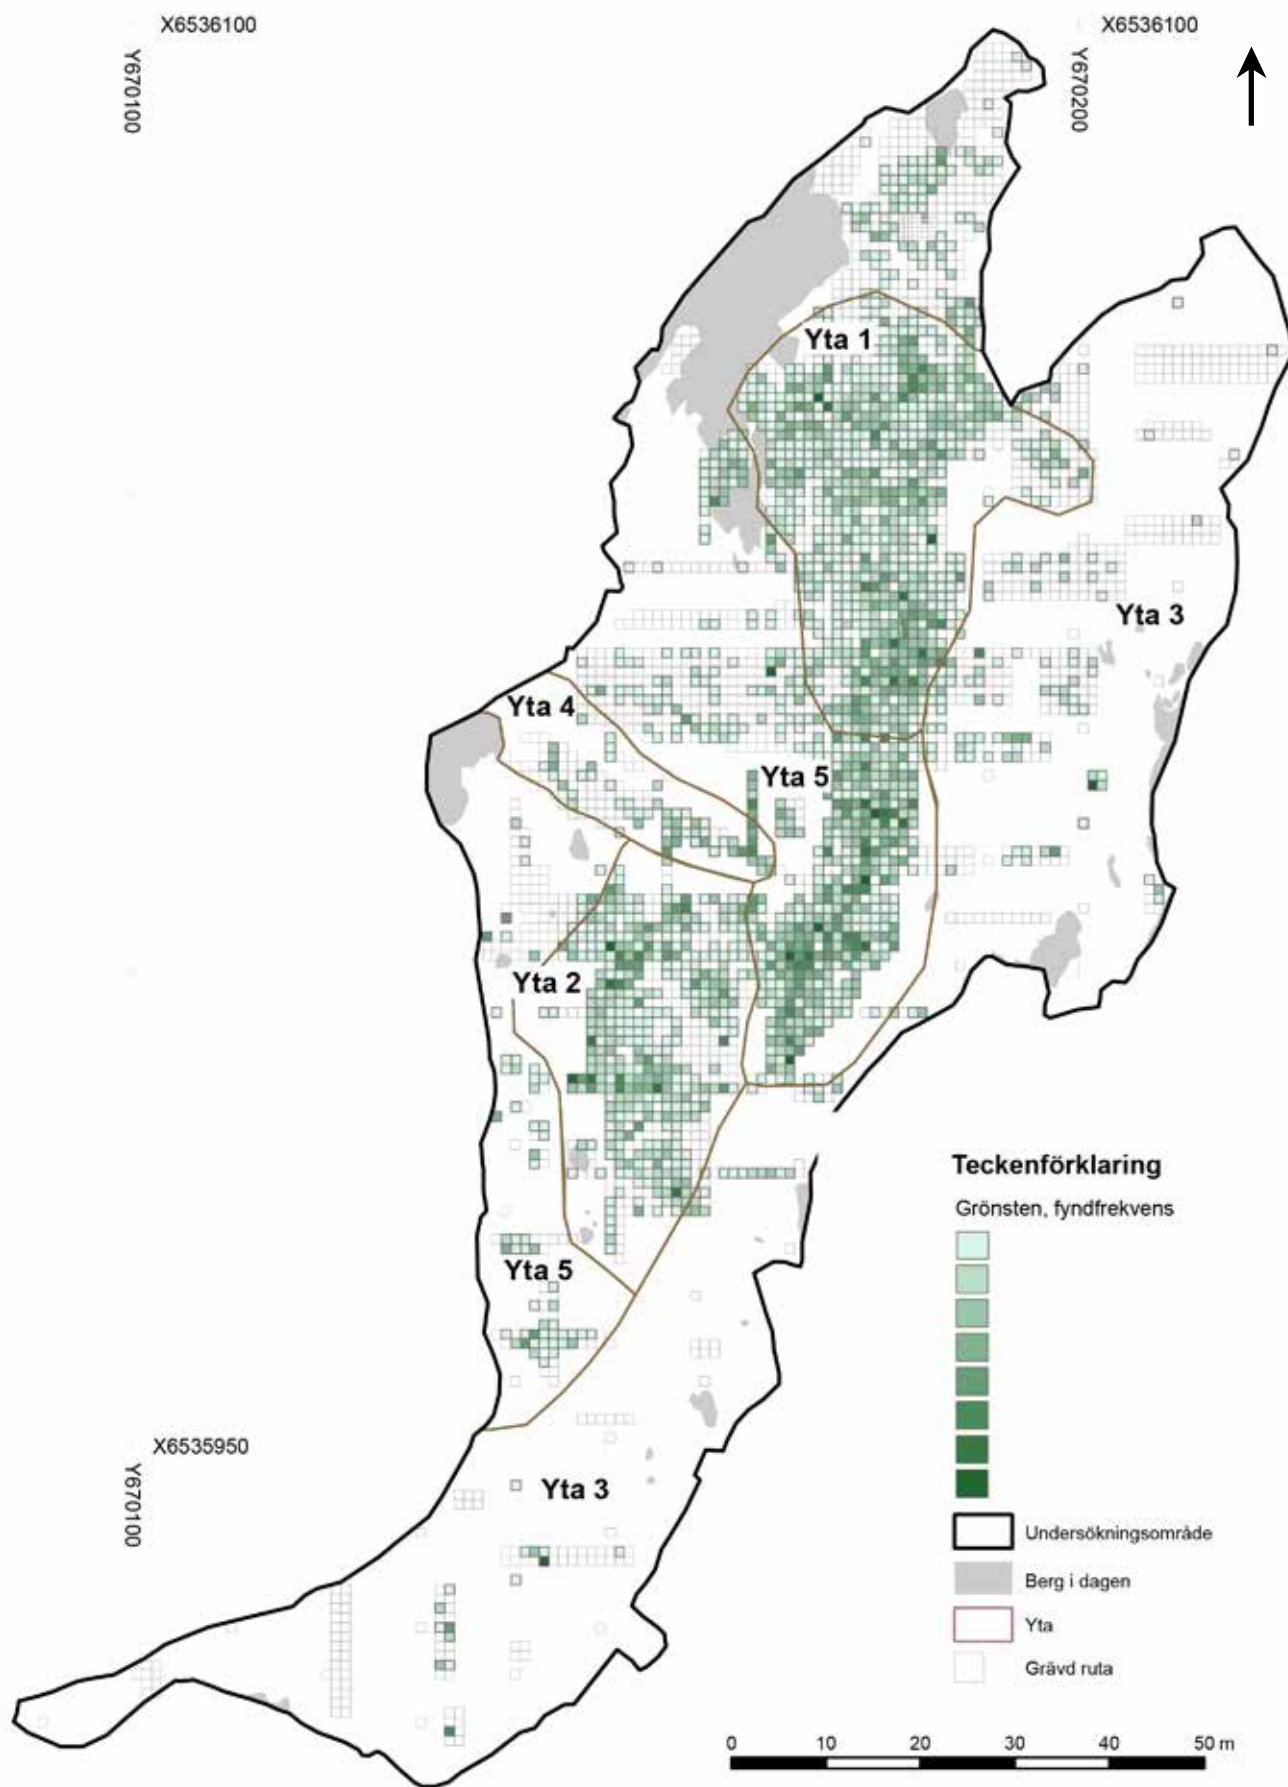 X6536100
X6536100
Y670100
Y670200
Yta 1
Yta 3
Yta 4
Yta 5
Yta 2
Yta 5
Yta 3
X6535950
Y670100
Teckenförklaring
Grönsten, fyndfrekvens
Undersökningsområde
Berg i dagen
Yta
Grävd ruta
0 10 20 30 40 50 m